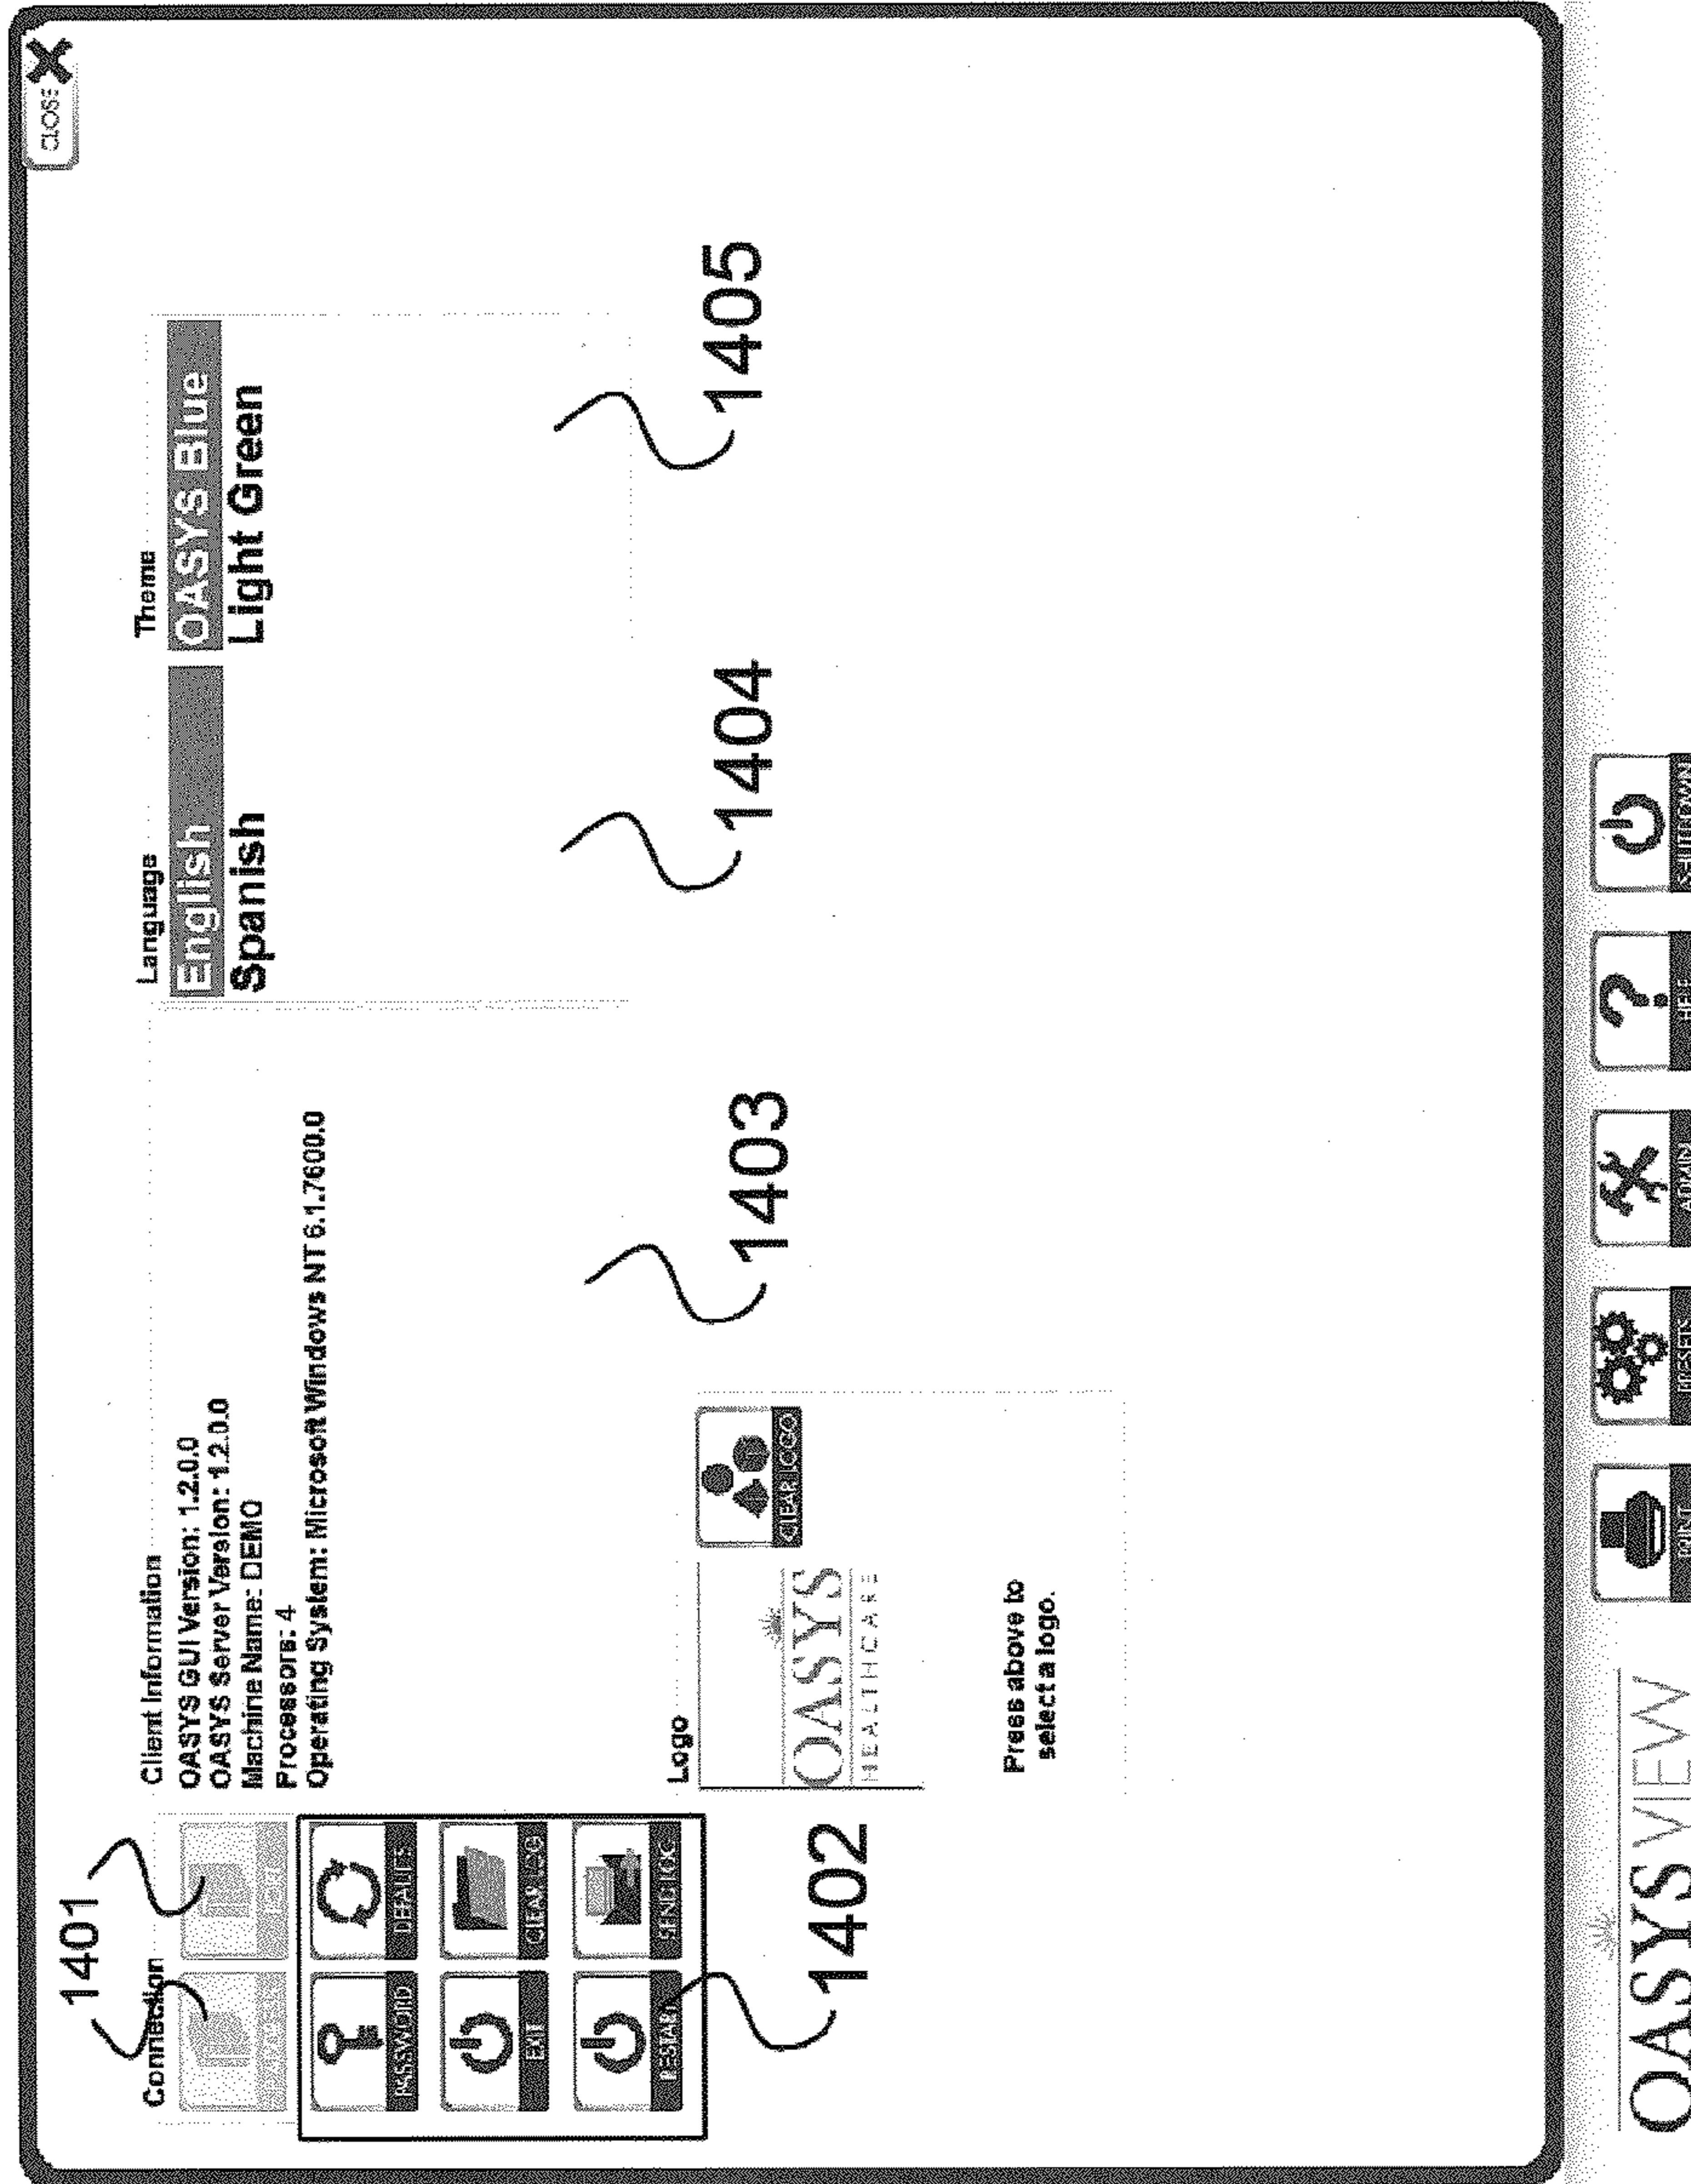 CLOSE
1401
Connection
Client Information
Language
Theme
OASYS GUI Version: 1.2.0.0
OASYS Server Version: 1.2.0.0
Machine Name: DEMO
Processors: 4
Operating System: Microsoft Windows NT 6.1.7600.0
English
Spanish
OASYS Blue
Light Green
PASSWORD
DEFAULTS
EXIT
CLEAR LOG
RESTART
SEND LOG
Logo
OASYS
HEALTHCARE
CLEAR LOGO
Press above to
select a logo.
1402
1403
1404
1405
OASYS VIEW
PRINT
PRESETS
ADMIN
HELP
SHUTDOWN